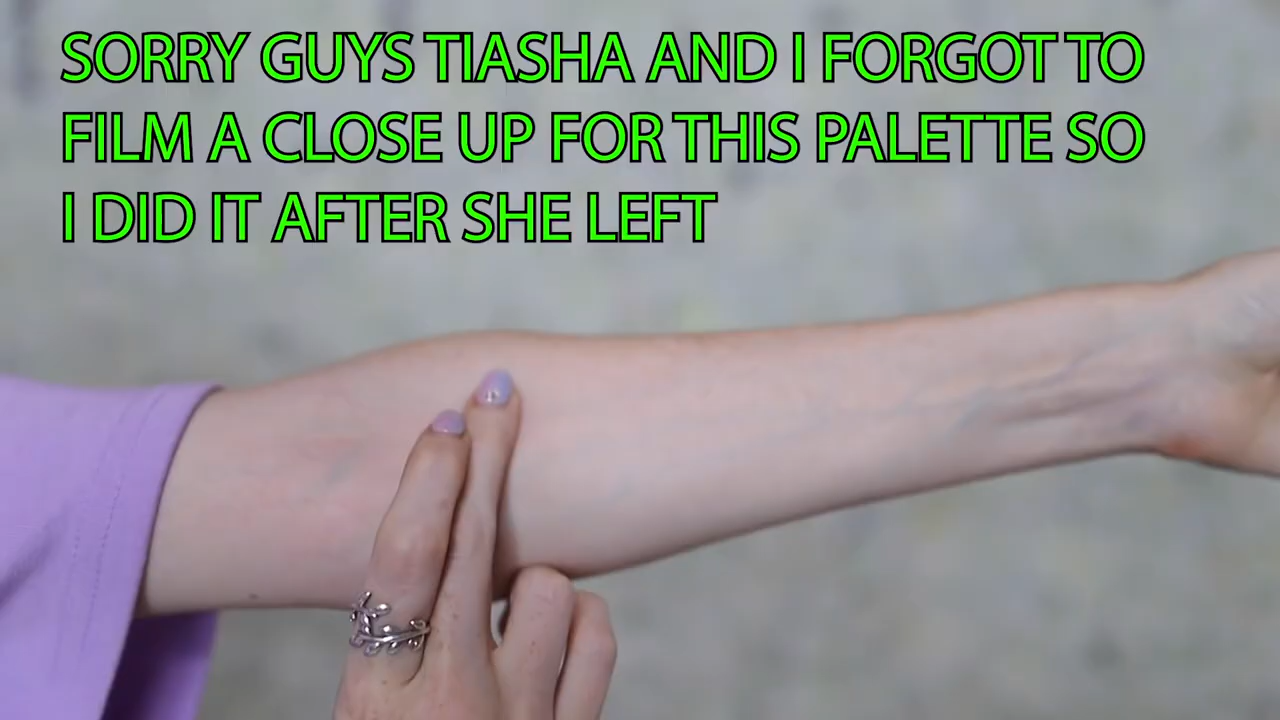 SORRY GUYS TIASHA AND I FORGOT TO
FILM A CLOSE UP FOR THIS PALETTE SO
I DID IT AFTER SHE LEFT